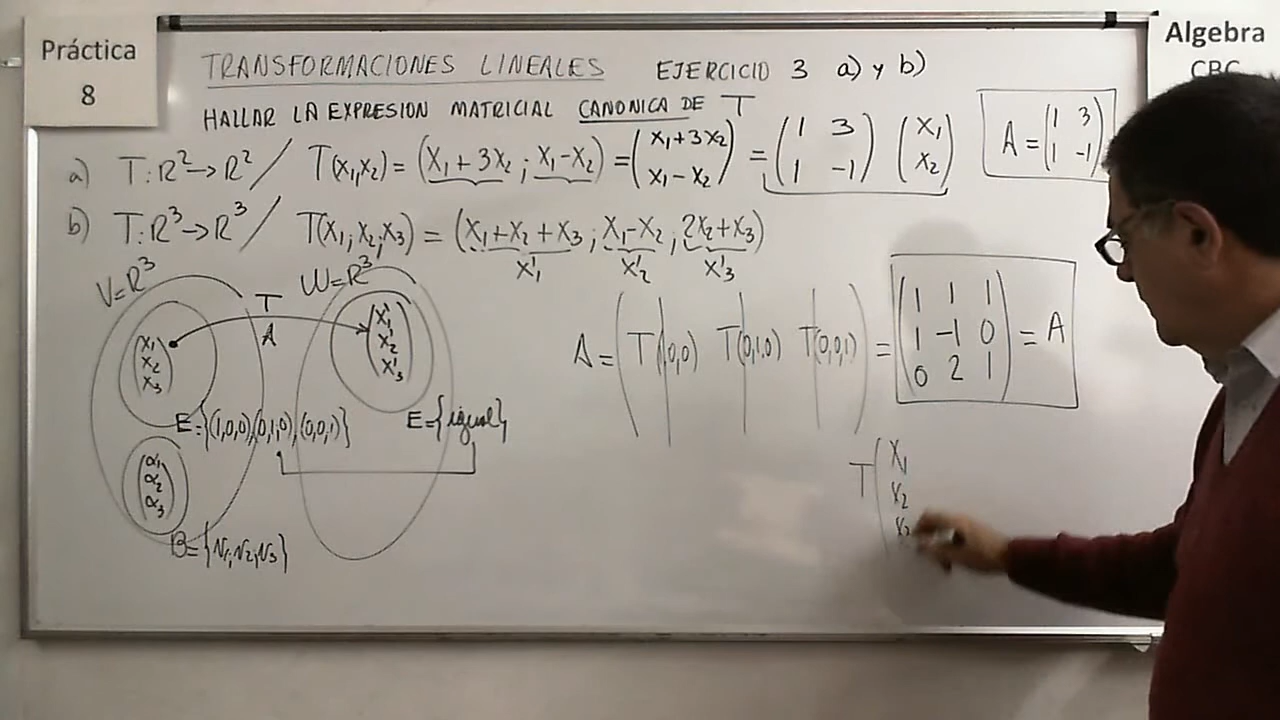 Práctica
8
Algebra
CBC
TRANSFORMACIONES LINEALES EJERCICIO 3 a) y b)
HALLAR LA EXPRESION MATRICIAL CANONICA DE T
a) T: R² → R² / T(x₁,x₂) = (x₁ + 3x₂ ; x₁ - x₂) = (x₁+3x₂ x₁ - x₂) = (1 3 1 -1) (x₁ x₂)
A = (1 3 1 -1)
b) T: R³ → R³ / T(x₁; x₂; x₃) = (x₁ + x₂ + x₃ ; x₁ - x₂ ; 2x₂ + x₃)
x'₁ x'₂ x'₃
V = R³
W = R³
T
A
x₁
x₂
x₃
x'₁
x'₂
x'₃
E = {(1,0,0),(0,1,0),(0,0,1)}
E = {igual}
α₁
α₂
α₃
B = {v₁, v₂, v₃}
A = (T(1,0,0) T(0,1,0) T(0,0,1)) = (1 1 1 1 -1 0 0 2 1) = A
T(x₁
x₂
x₃